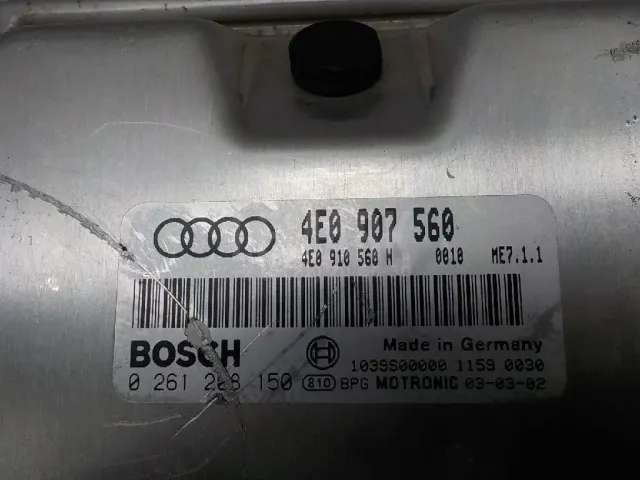 4E0 907 560
4E0 910 560 H 0010 ME7.1.1
BOSCH Made in Germany
1039S00000 1159 0030
0 261 208 150 810 BPG MOTRONIC 03-03-02